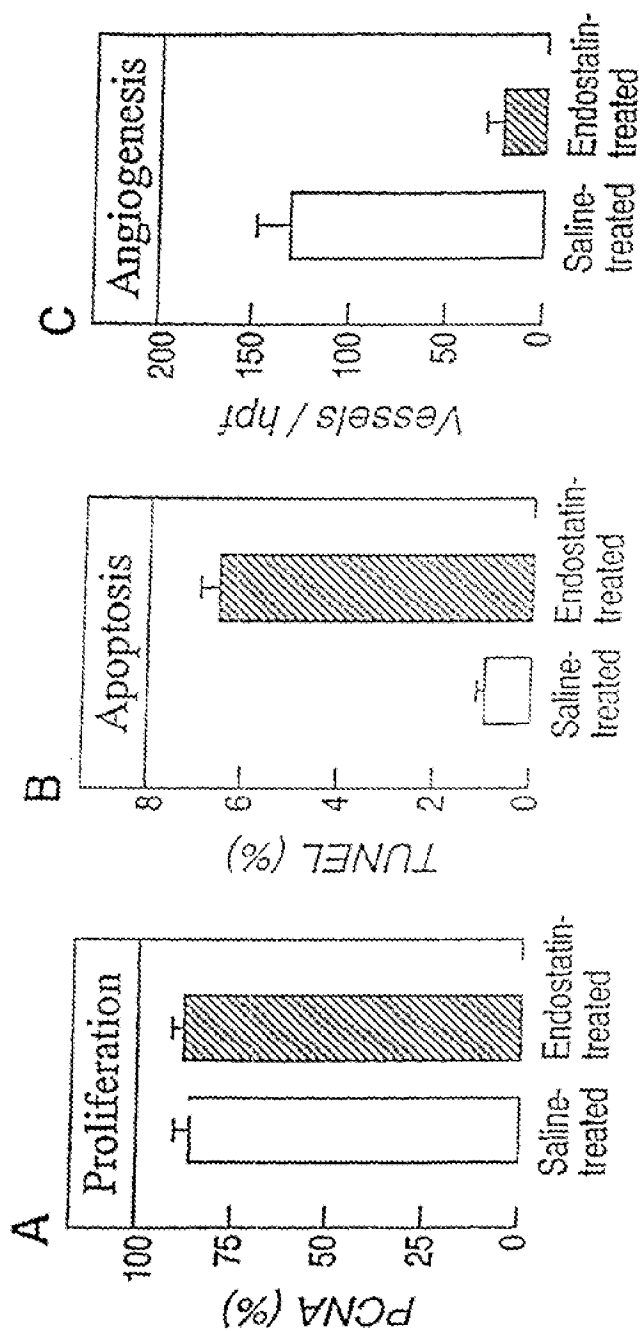 A
Proliferation
PCNA (%)
100
75
50
25
0
Saline-
treated
Endostatin-
treated
B
Apoptosis
TUNEL (%)
8
6
4
2
0
Saline-
treated
Endostatin-
treated
C
Angiogenesis
Vessels / hpf
200
150
100
50
0
Saline-
treated
Endostatin-
treated